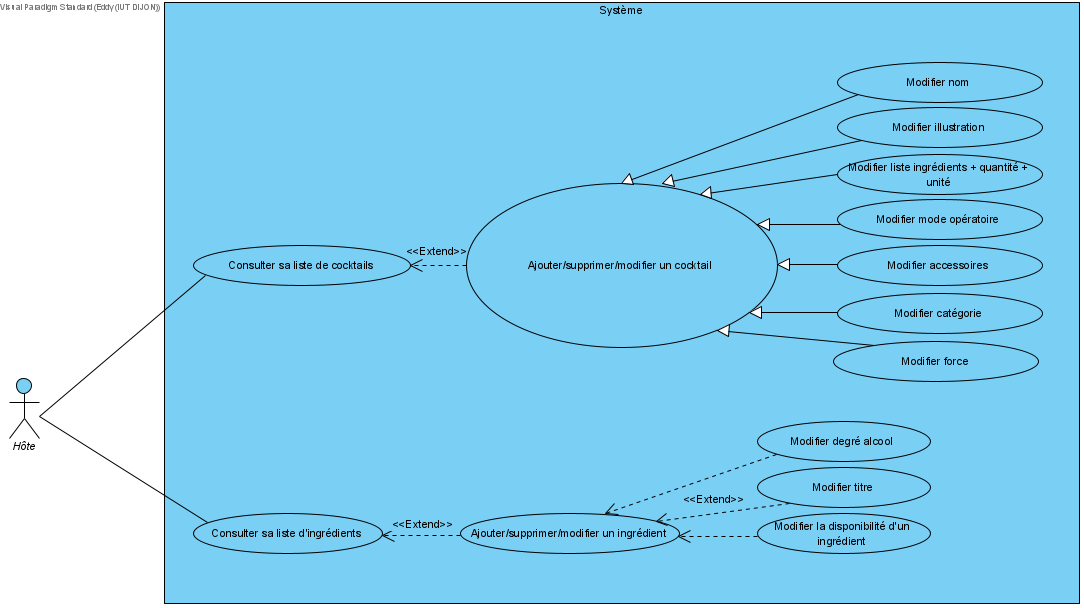 Visual Paradigm Standard (Eddy (IUT DIJON))
Système
Modifier nom
Modifier illustration
Modifier liste ingrédients + quantité +
unité
Modifier mode opératoire
<<Extend>>
Consulter sa liste de cocktails
Ajouter/supprimer/modifier un cocktail
Modifier accessoires
Modifier catégorie
Modifier force
Hôte
Modifier degré alcool
Modifier titre
<<Extend>>
<<Extend>>
Consulter sa liste d'ingrédients
Ajouter/supprimer/modifier un ingrédient
Modifier la disponibilité d'un
ingrédient